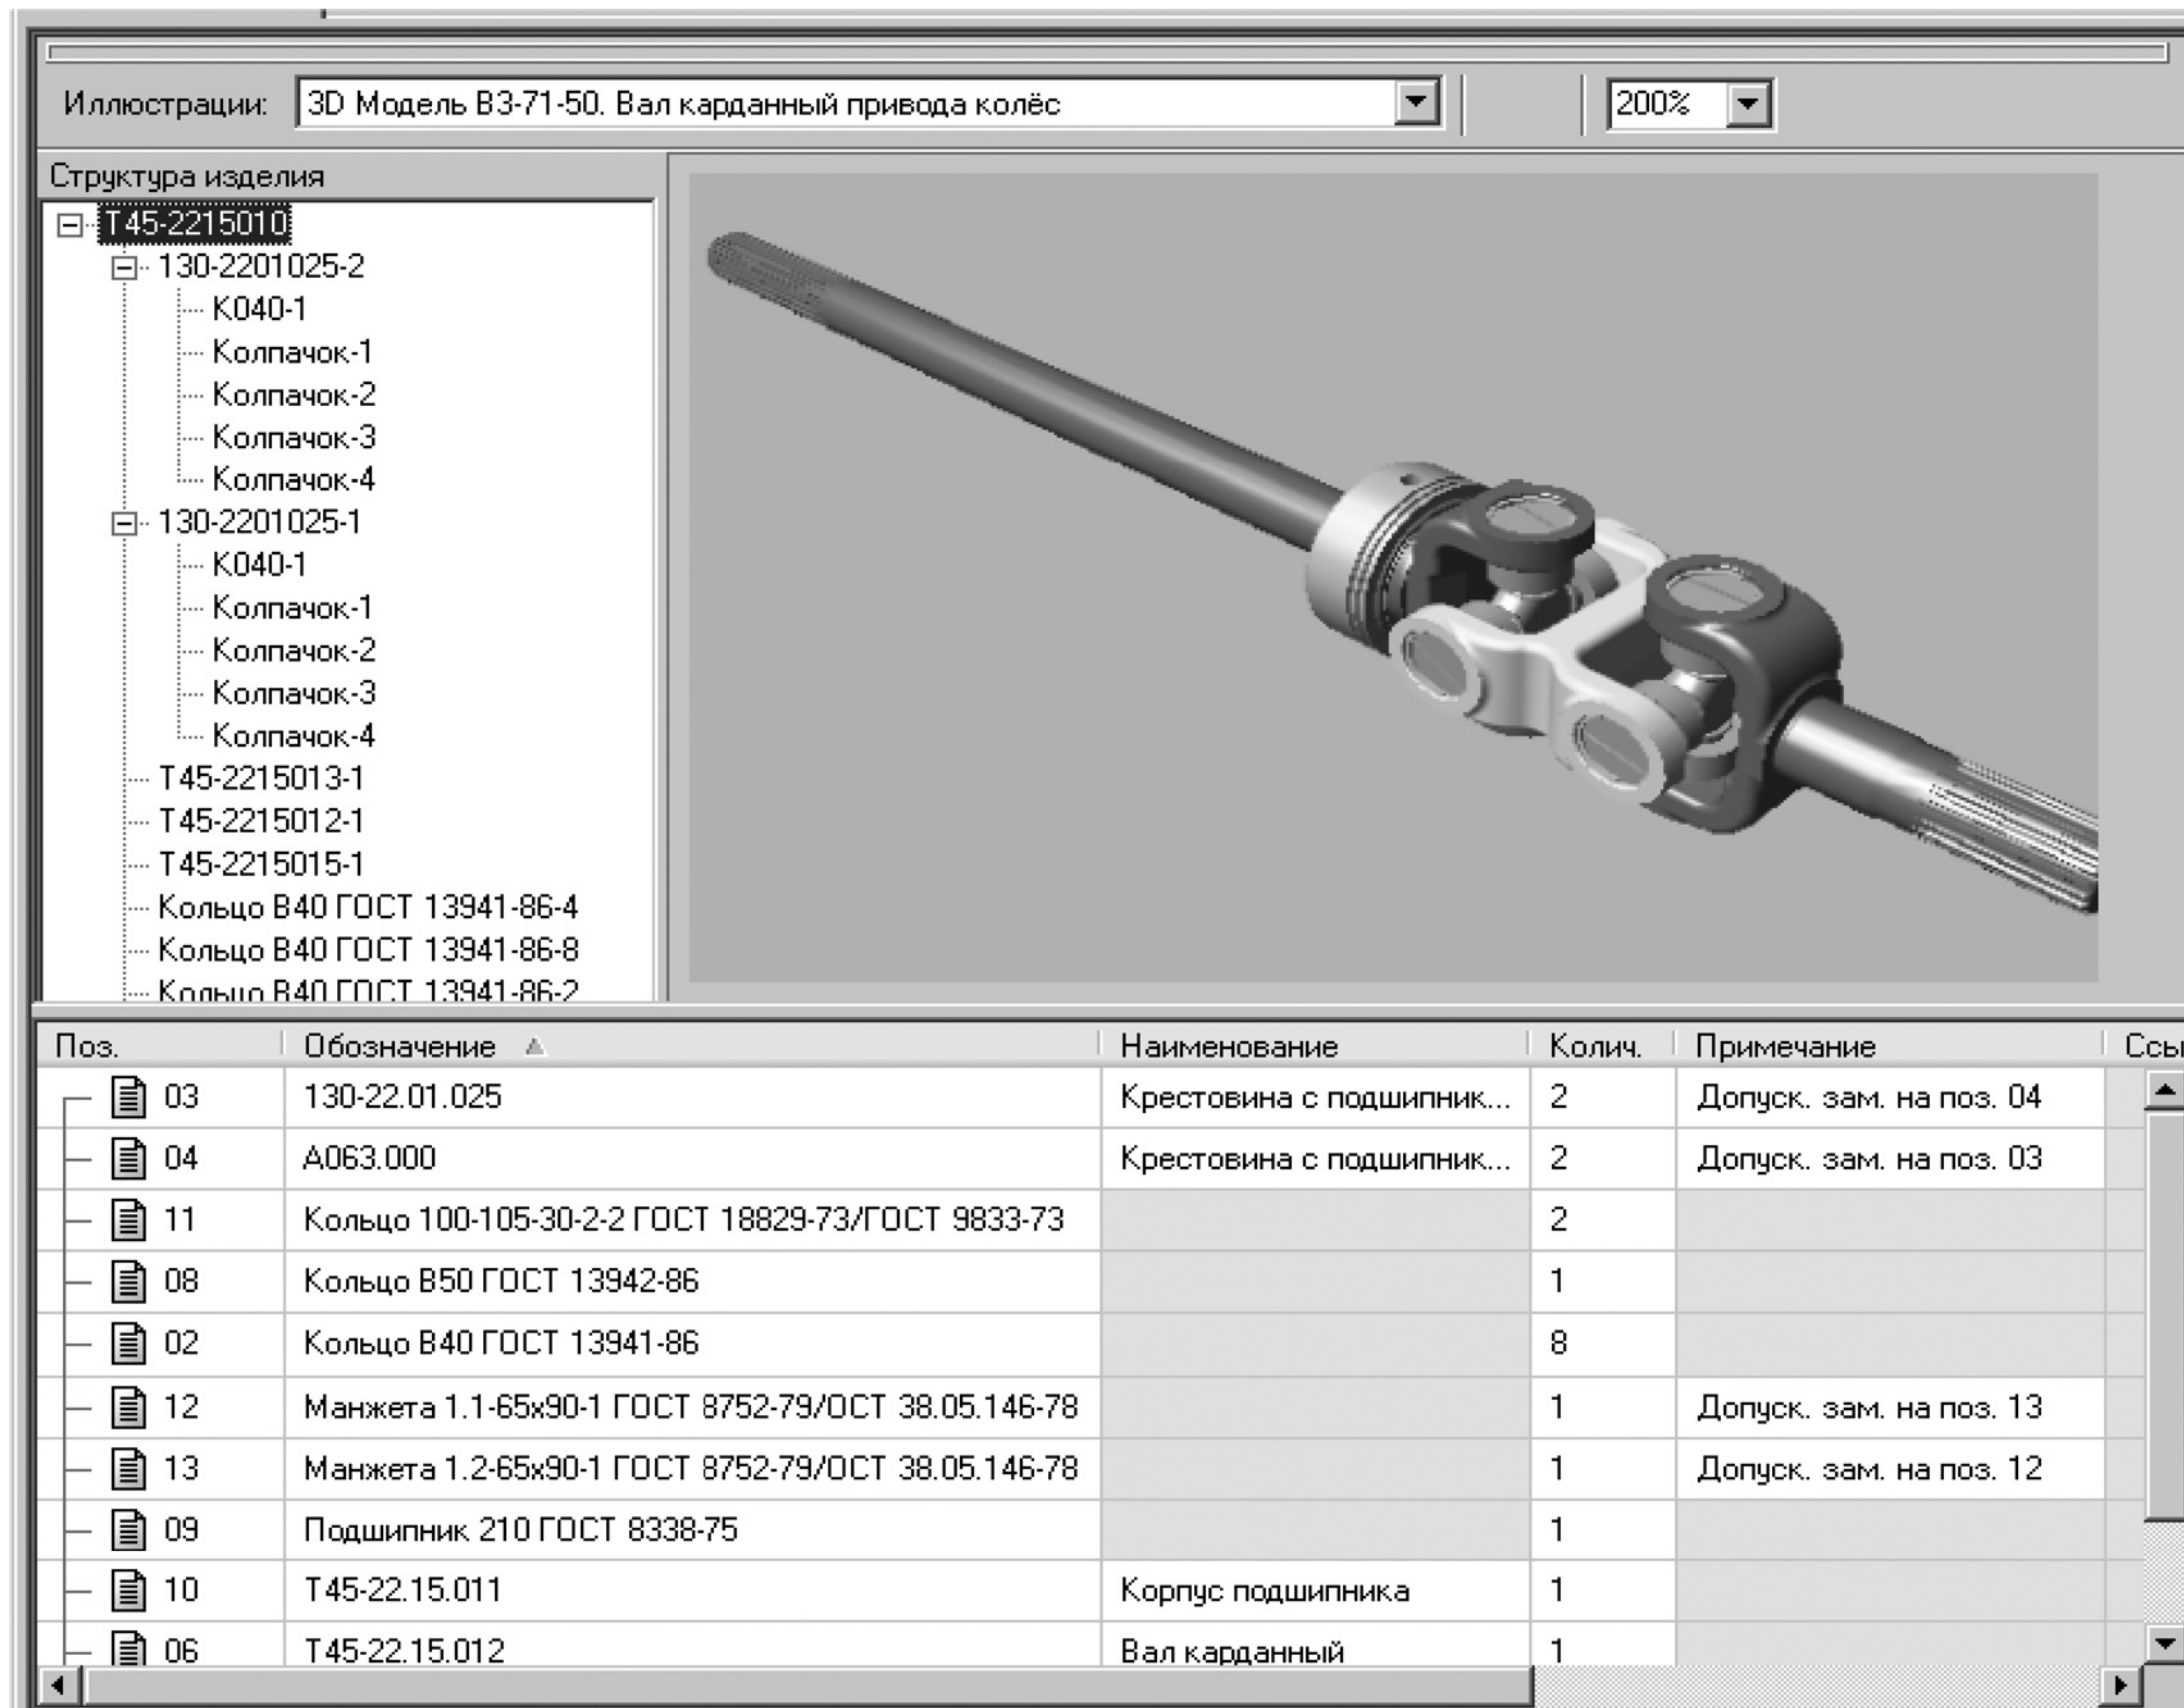 Иллюстрации: 3D Модель ВЗ-71-50. Вал карданный привода колёс 200%
Структура изделия
Т45-2215010
130-2201025-2
К040-1
Колпачок-1
Колпачок-2
Колпачок-3
Колпачок-4
130-2201025-1
К040-1
Колпачок-1
Колпачок-2
Колпачок-3
Колпачок-4
Т45-2215013-1
Т45-2215012-1
Т45-2215015-1
Кольцо В40 ГОСТ 13941-86-4
Кольцо В40 ГОСТ 13941-86-8
Кольцо В40 ГОСТ 13941-86-2
Поз. Обозначение Наименование Колич. Примечание Ссы
03 130-22.01.025 Крестовина с подшипник... 2 Допуск. зам. на поз. 04
04 А063.000 Крестовина с подшипник... 2 Допуск. зам. на поз. 03
11 Кольцо 100-105-30-2-2 ГОСТ 18829-73/ГОСТ 9833-73 2
08 Кольцо В50 ГОСТ 13942-86 1
02 Кольцо В40 ГОСТ 13941-86 8
12 Манжета 1.1-65х90-1 ГОСТ 8752-79/ОСТ 38.05.146-78 1 Допуск. зам. на поз. 13
13 Манжета 1.2-65х90-1 ГОСТ 8752-79/ОСТ 38.05.146-78 1 Допуск. зам. на поз. 12
09 Подшипник 210 ГОСТ 8338-75 1
10 Т45-22.15.011 Корпус подшипника 1
06 Т45-22.15.012 Вал карданный 1